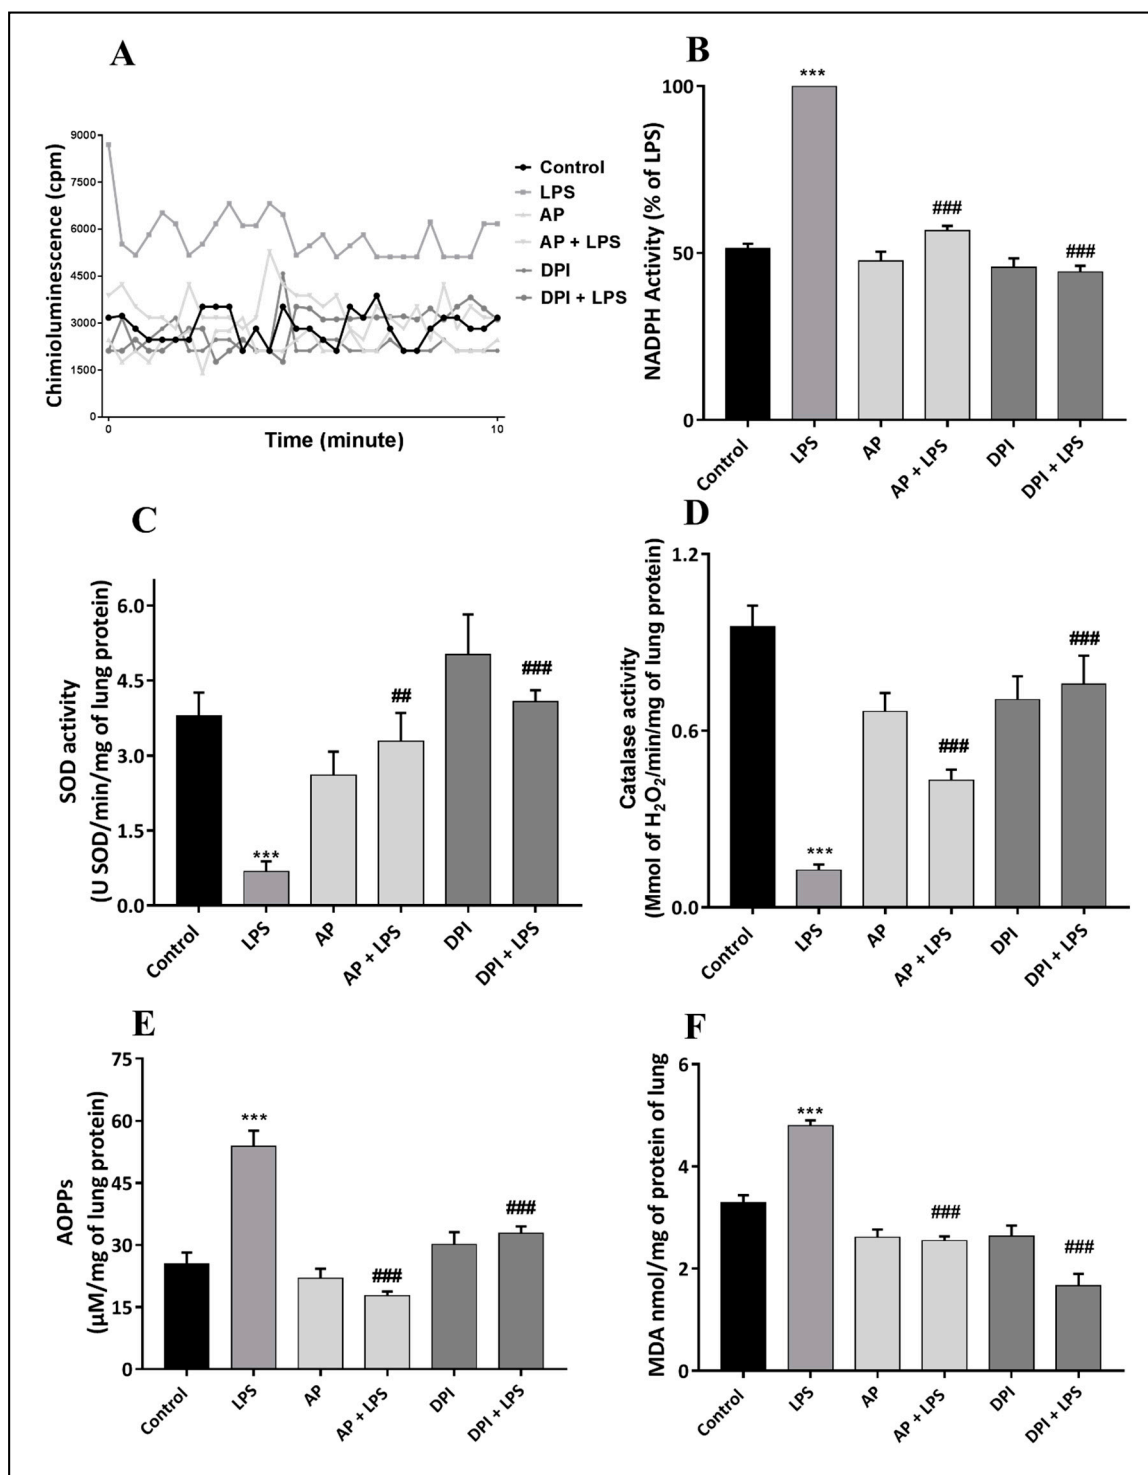 A
Chimioluminescence (cpm)
9000
7500
6000
4500
3000
1500
0
0
10
Time (minute)
Control
LPS
AP
AP + LPS
DPI
DPI + LPS
B
NADPH Activity (% of LPS)
100
50
0
***
###
###
Control
LPS
AP
AP + LPS
DPI
DPI + LPS
C
SOD activity
(U SOD/min/mg of lung protein)
6.0
4.5
3.0
1.5
0.0
***
##
###
Control
LPS
AP
AP + LPS
DPI
DPI + LPS
D
Catalase activity
(Mmol of H₂O₂/min/mg of lung protein)
1.2
0.6
0.0
***
###
###
Control
LPS
AP
AP + LPS
DPI
DPI + LPS
E
AOPPs
(µM/mg of lung protein)
75
60
45
30
15
0
***
###
###
Control
LPS
AP
AP + LPS
DPI
DPI + LPS
F
MDA nmol/mg of protein of lung
6
4
2
0
***
###
###
Control
LPS
AP
AP + LPS
DPI
DPI + LPS